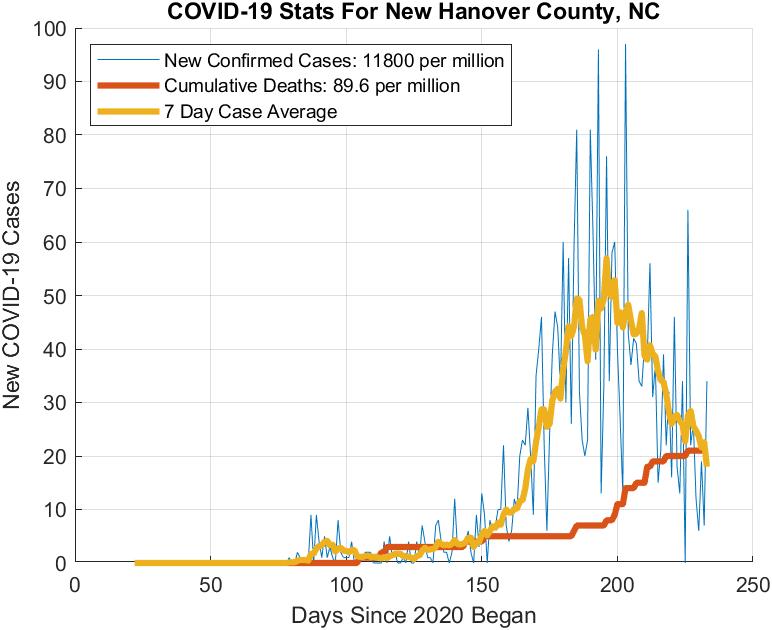 COVID-19 Stats For New Hanover County, NC
New Confirmed Cases: 11800 per million
Cumulative Deaths: 89.6 per million
7 Day Case Average
New COVID-19 Cases
100
90
80
70
60
50
40
30
20
10
0
0 50 100 150 200 250
Days Since 2020 Began